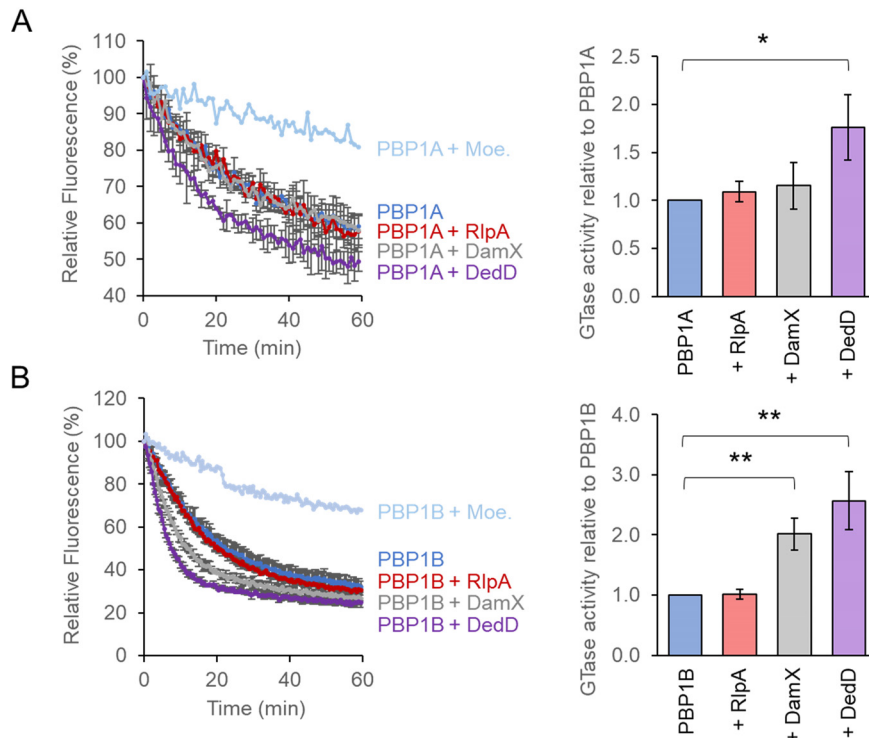 A
Relative Fluorescence (%)
110
100
90
80
70
60
50
40
0
20
40
60
Time (min)
PBP1A + Moe.
PBP1A
PBP1A + RlpA
PBP1A + DamX
PBP1A + DedD
GTase activity relative to PBP1A
2.5
2.0
1.5
1.0
0.5
0.0
*
PBP1A
+ RlpA
+ DamX
+ DedD
B
Relative Fluorescence (%)
120
100
80
60
40
20
0
0
20
40
60
Time (min)
PBP1B + Moe.
PBP1B
PBP1B + RlpA
PBP1B + DamX
PBP1B + DedD
GTase activity relative to PBP1B
4.0
3.0
2.0
1.0
0.0
**
**
PBP1B
+ RlpA
+ DamX
+ DedD